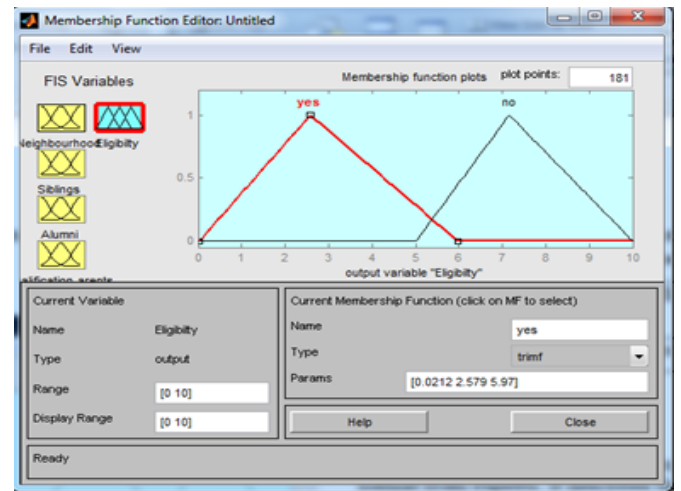 Membership Function Editor: Untitled
File Edit View
FIS Variables
Membership function plots
plot points:
181
yes
no
1
0.5
0
0 1 2 3 4 5 6 7 8 9 10
output variable "Eligibilty"
Eligibilty
Siblings
Alumni
Current Variable
Name Eligibilty
Type output
Range [0 10]
Display Range [0 10]
Current Membership Function (click on MF to select)
Name yes
Type trimf
Params [0.0212 2.579 5.97]
Help
Close
Ready